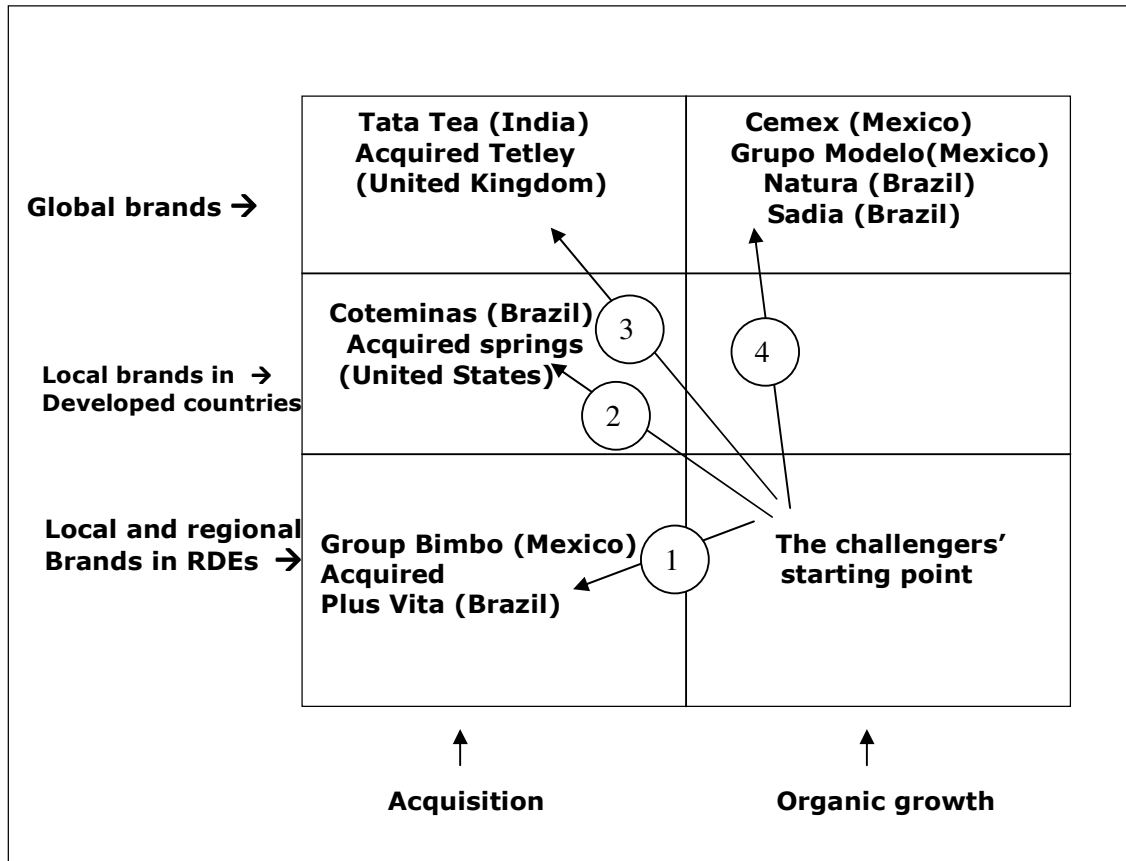 Tata Tea (India)
Acquired Tetley
(United Kingdom)
Cemex (Mexico)
Grupo Modelo(Mexico)
Natura (Brazil)
Sadia (Brazil)
Global brands →
Coteminas (Brazil)
Acquired springs
(United States)
3
4
2
Local brands in →
Developed countries
Local and regional
Brands in RDEs →
Group Bimbo (Mexico)
Acquired
Plus Vita (Brazil)
1
The challengers’
starting point
Acquisition
Organic growth